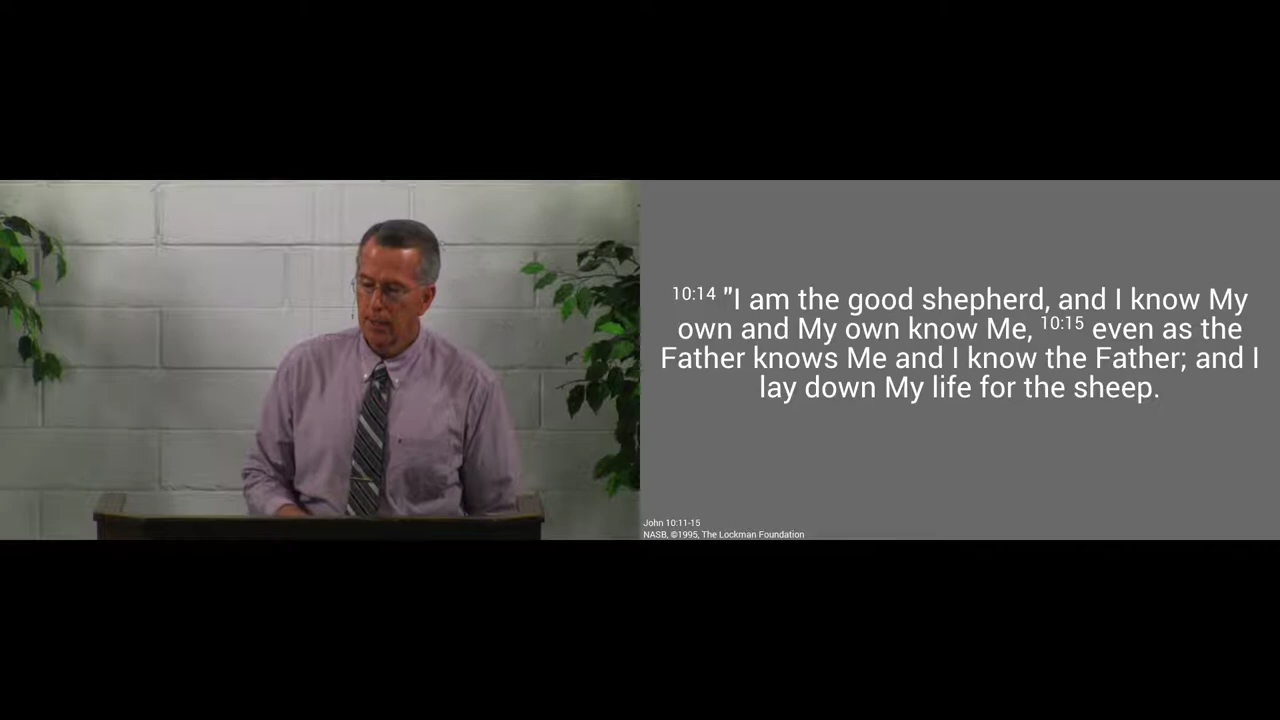 10:14 "I am the good shepherd, and I know My
own and My own know Me, 10:15 even as the
Father knows Me and I know the Father; and I
lay down My life for the sheep.
John 10:11-15
NASB, ©1995, The Lockman Foundation